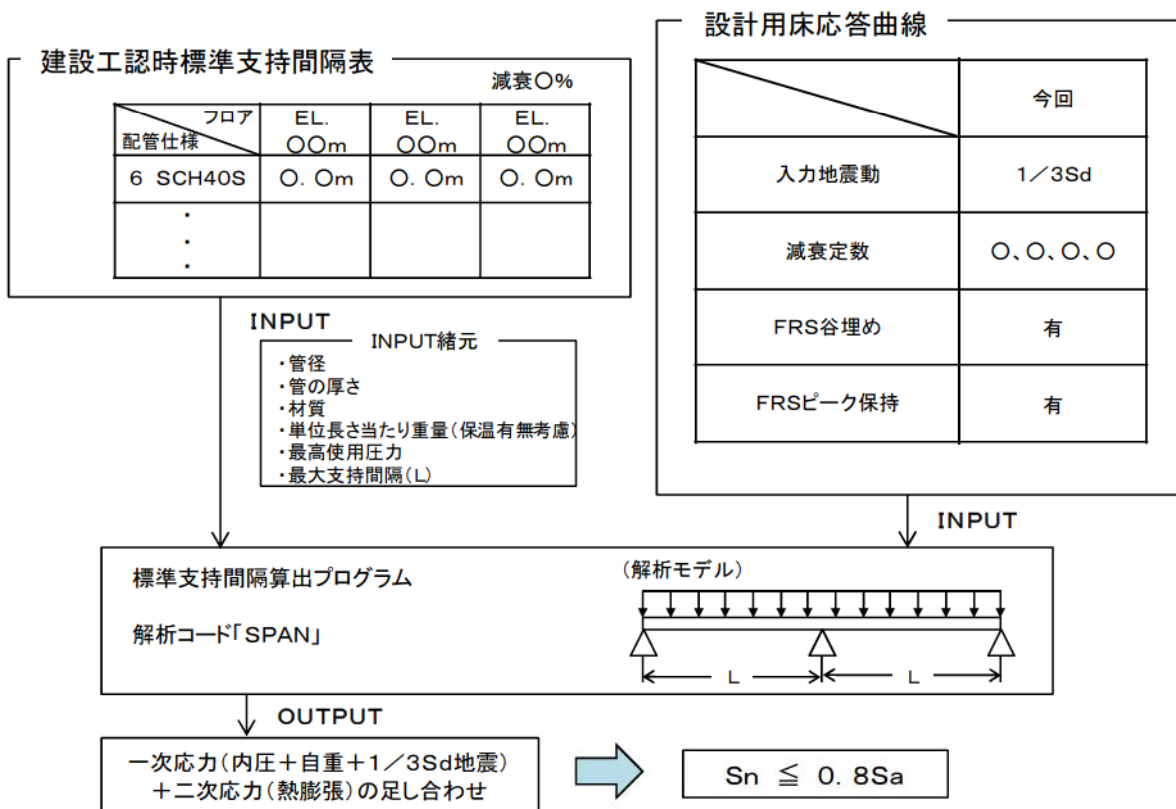 建設工認時標準支持間隔表
減衰〇%
フロア
配管仕様
EL.
〇〇m
EL.
〇〇m
EL.
〇〇m
6 SCH40S
〇.〇m
〇.〇m
〇.〇m
・
・
・
設計用床応答曲線
今回
入力地震動
1/3Sd
減衰定数
〇、〇、〇、〇
FRS谷埋め
有
FRSピーク保持
有
INPUT
INPUT緒元
・管径
・管の厚さ
・材質
・単位長さ当たり重量(保温有無考慮)
・最高使用圧力
・最大支持間隔(L)
INPUT
標準支持間隔算出プログラム
解析コード「SPAN」
(解析モデル)
L
L
OUTPUT
一次応力(内圧+自重+1/3Sd地震)
+二次応力(熱膨張)の足し合わせ
Sn ≦ 0.8Sa